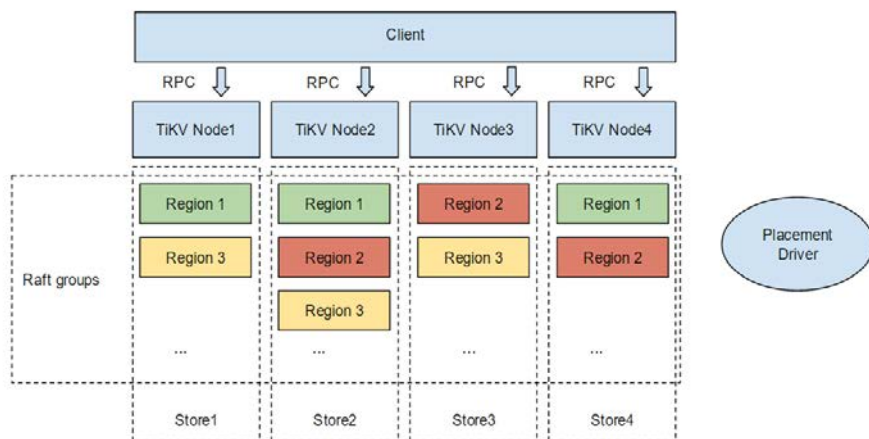 Client
RPC RPC RPC RPC
TiKV Node1 TiKV Node2 TiKV Node3 TiKV Node4
Region 1 Region 1 Region 2 Region 1
Region 3 Region 2 Region 3 Region 2
Region 3
Raft groups
... ... ... ...
Store1 Store2 Store3 Store4
Placement
Driver